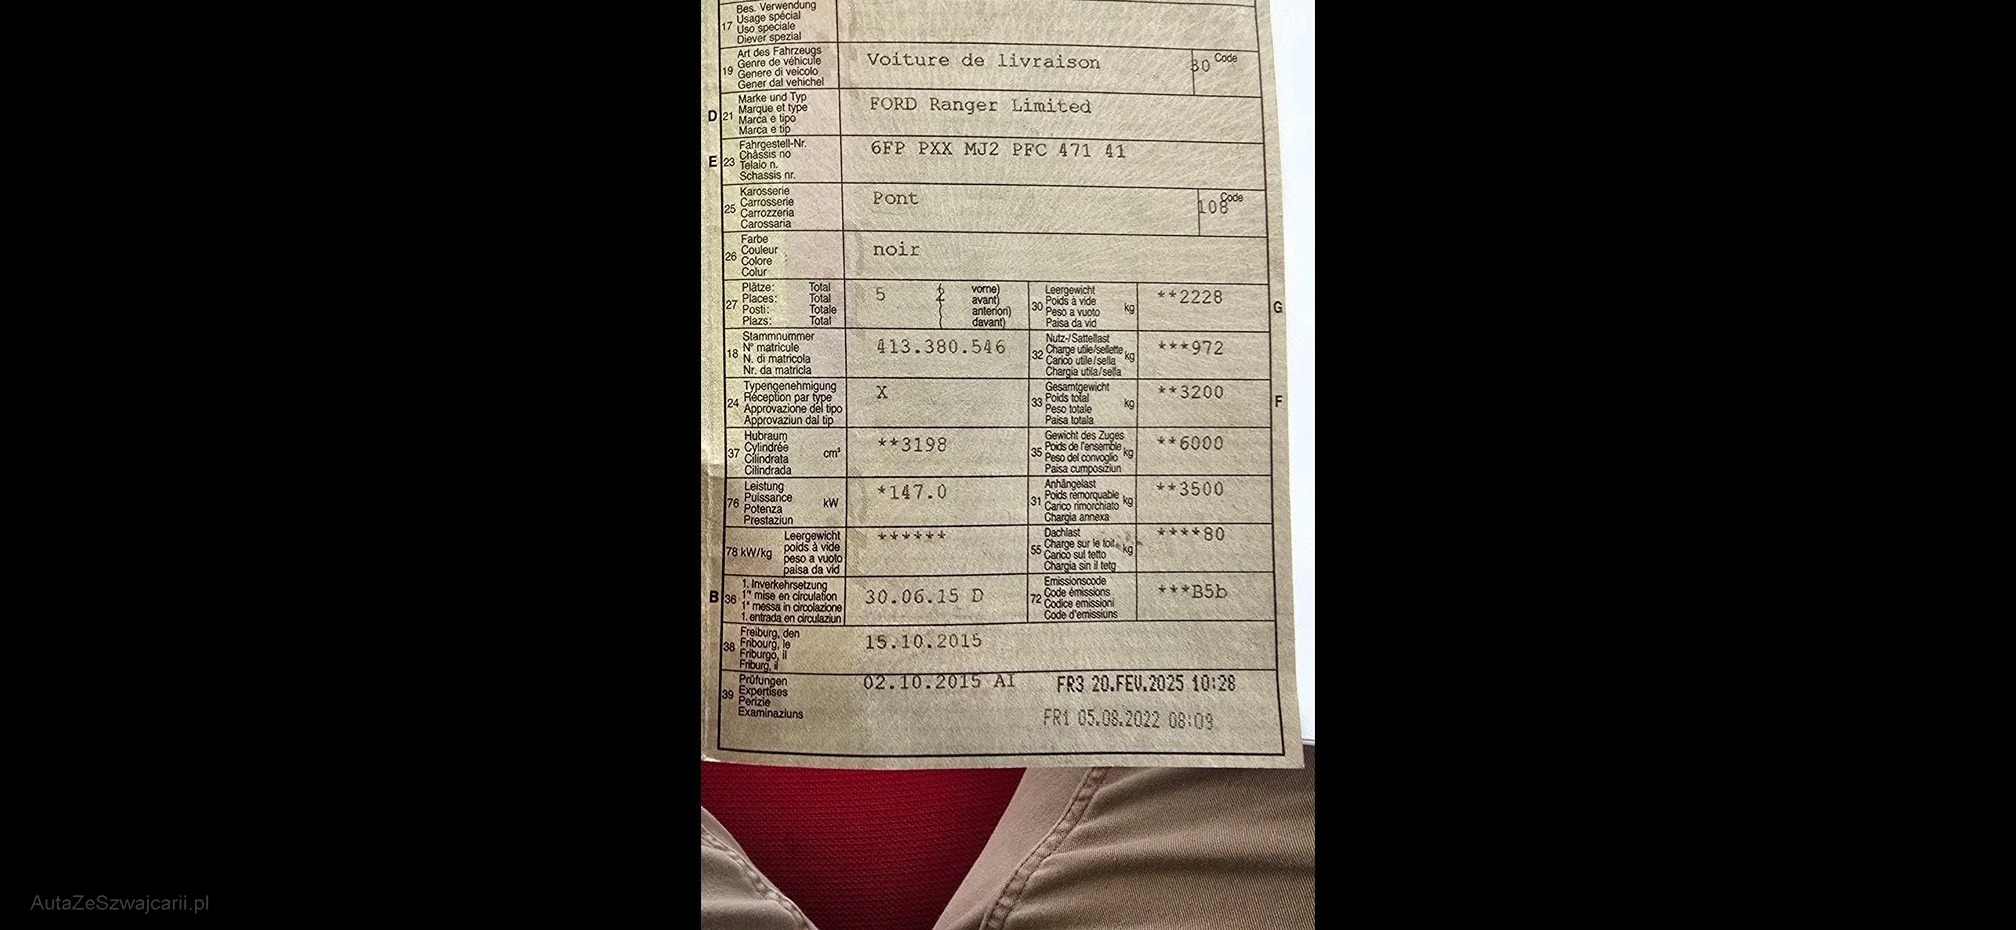 17 Bes. Verwendung
Usage spécial
Uso speciale
Diever spezial
19 Art des Fahrzeugs
Genre de véhicule
Genere di veicolo
Gener dal vehichel
Voiture de livraison
30 Code
D 21 Marke und Typ
Marque et type
Marca e tipo
Marca e tip
FORD Ranger Limited
E 23 Fahrgestell-Nr.
Châssis no
Telaio n.
Schassis nr.
6FP PXX MJ2 PFC 471 41
25 Karosserie
Carrosserie
Carrozzeria
Carossaria
Pont
108 Code
26 Farbe
Couleur
Colore
Colur
noir
27 Plätze: Total
Places: Total
Posti: Totale
Plazs: Total
5 2 vorne)
avant)
anteriori)
davant)
30 Leergewicht
Poids à vide
Peso a vuoto
Paisa da vid
kg **2228 G
18 Stammnummer
N° matricule
N. di matricola
Nr. da matricla
413.380.546
32 Nutz-/Sattellast
Charge utile/sellette
Carico utile/sella
Chargia utila/sella
kg ***972
24 Typengenehmigung
Réception par type
Approvazione del tipo
Approvaziun dal tip
X
33 Gesamtgewicht
Poids total
Peso totale
Paisa totala
kg **3200 F
37 Hubraum
Cylindrée
Cilindrata
Cilindrada
cm³ **3198
35 Gewicht des Zuges
Poids de l'ensemble
Peso del convoglio
Paisa cumposiziun
kg **6000
76 Leistung
Puissance
Potenza
Prestaziun
kW *147.0
31 Anhängelast
Poids remorquable
Carico rimorchiato
Chargia annexa
kg **3500
78 kW/kg Leergewicht
poids à vide
peso a vuoto
paisa da vid
******
55 Dachlast
Charge sur le toit
Carico sul tetto
Chargia sin il tetg
kg ****80
B 36 1. Inverkehrsetzung
1re mise en circulation
1a messa in circolazione
1. entrada en circulaziun
30.06.15 D
72 Emissionscode
Code émissions
Codice emissioni
Code d'emissiuns
***B5b
38 Freiburg, den
Fribourg, le
Friburgo, il
Friburg, il
15.10.2015
39 Prüfungen
Expertises
Perizie
Examinaziuns
02.10.2015 AI FR3 20.FEV.2025 10:28
FR1 05.08.2022 08:09
AutaZeSzwajcarii.pl